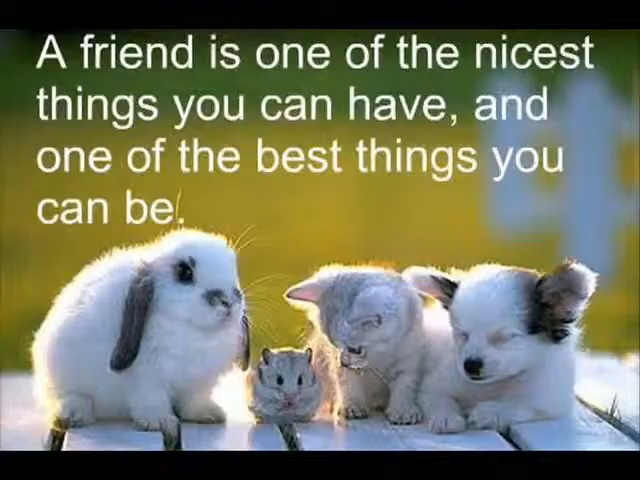 A friend is one of the nicest
things you can have, and
one of the best things you
can be.